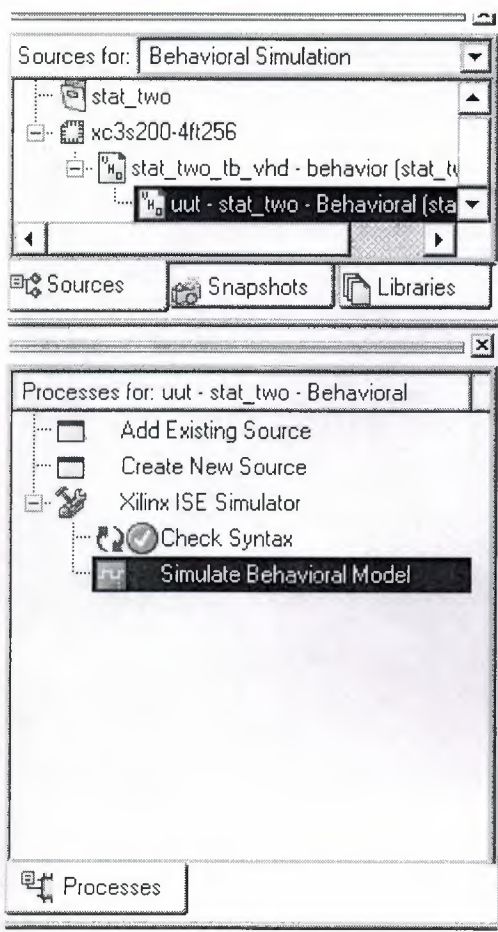 Sources for: Behavioral Simulation
stat_two
xc3s200-4ft256
stat_two_tb_vhd - behavior (stat_tw
uut - stat_two - Behavioral (sta
Sources Snapshots Libraries
Processes for: uut - stat_two - Behavioral
Add Existing Source
Create New Source
Xilinx ISE Simulator
Check Syntax
Simulate Behavioral Model
Processes